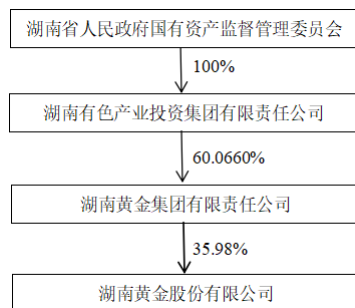 湖南省人民政府国有资产监督管理委员会
100%
湖南有色产业投资集团有限责任公司
60.0660%
湖南黄金集团有限责任公司
35.98%
湖南黄金股份有限公司